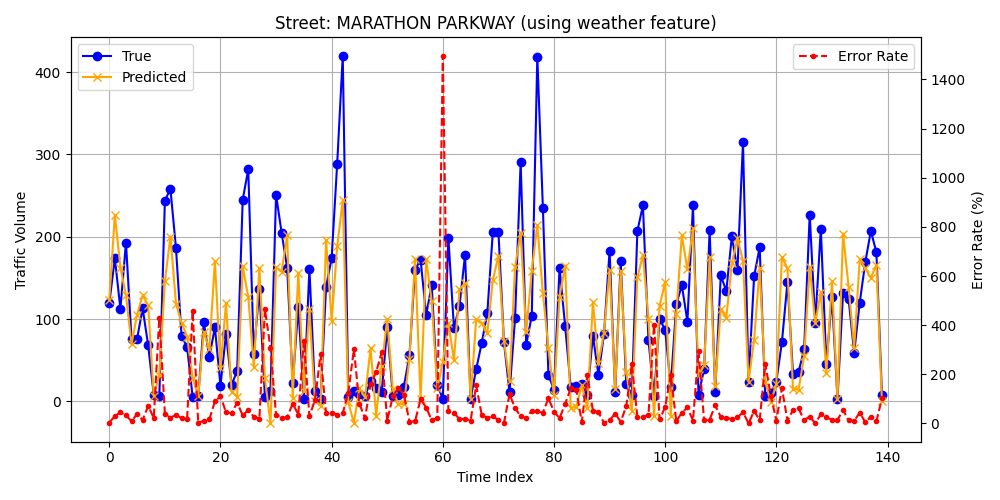 Street: MARATHON PARKWAY (using weather feature)
True
Predicted
Error Rate
Traffic Volume
400
300
200
100
0
1400
1200
1000
800
600
400
200
0
Error Rate (%)
0 20 40 60 80 100 120 140
Time Index